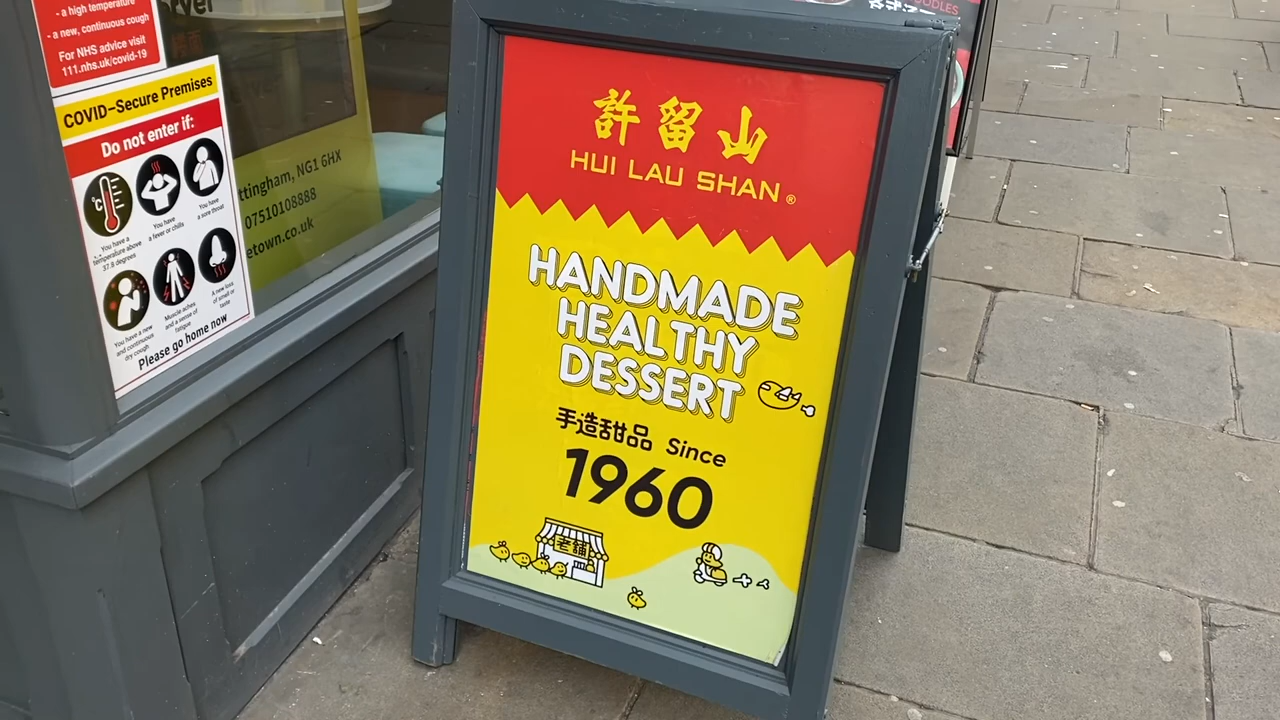 - a high temperature
- a new, continuous cough
For NHS advice visit
111.nhs.uk/covid-19
COVID-Secure Premises
Do not enter if:
°C
You have a
temperature above
37.8 degrees
You have
a fever or chills
You have
a sore throat
You have a new
and continuous
dry cough
Muscle aches
and a sense of
fatigue
A new loss
of smell or
taste
Please go home now
ttingham, NG1 6HX
07510108888
etown.co.uk
許留山
HUI LAU SHAN®
HANDMADE
HEALTHY
DESSERT
手造甜品 Since
1960
老舖